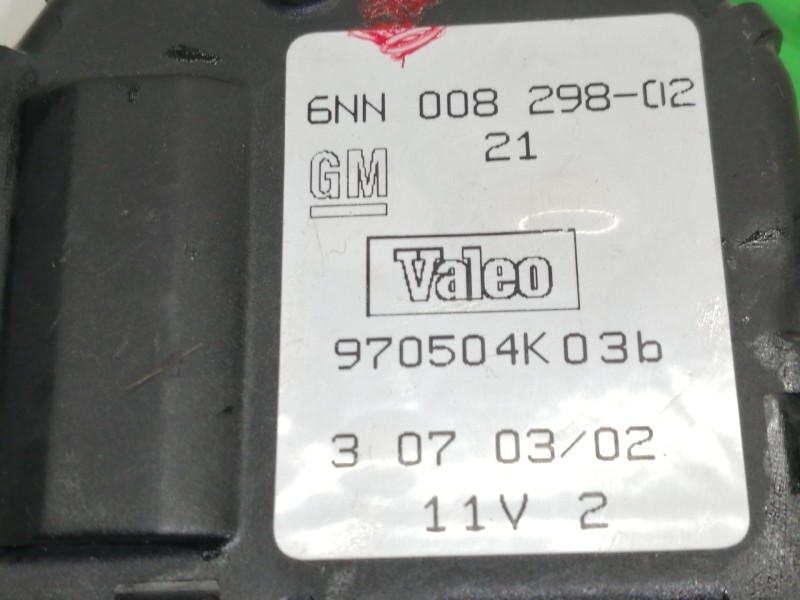 6NN 008 298-02
21
GM
Valeo
970504K03b
3 07 03/02
11V 2